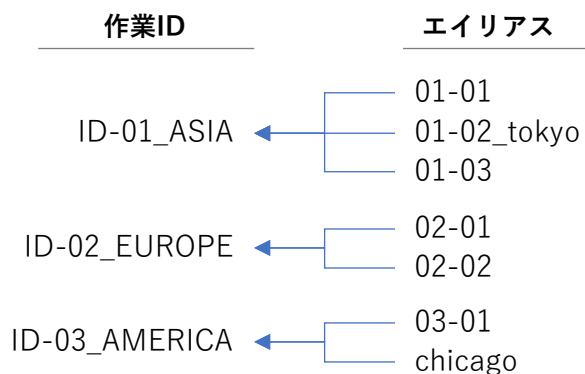 作業ID
エイリアス
ID-01_ASIA
01-01
01-02_tokyo
01-03
ID-02_EUROPE
02-01
02-02
ID-03_AMERICA
03-01
chicago